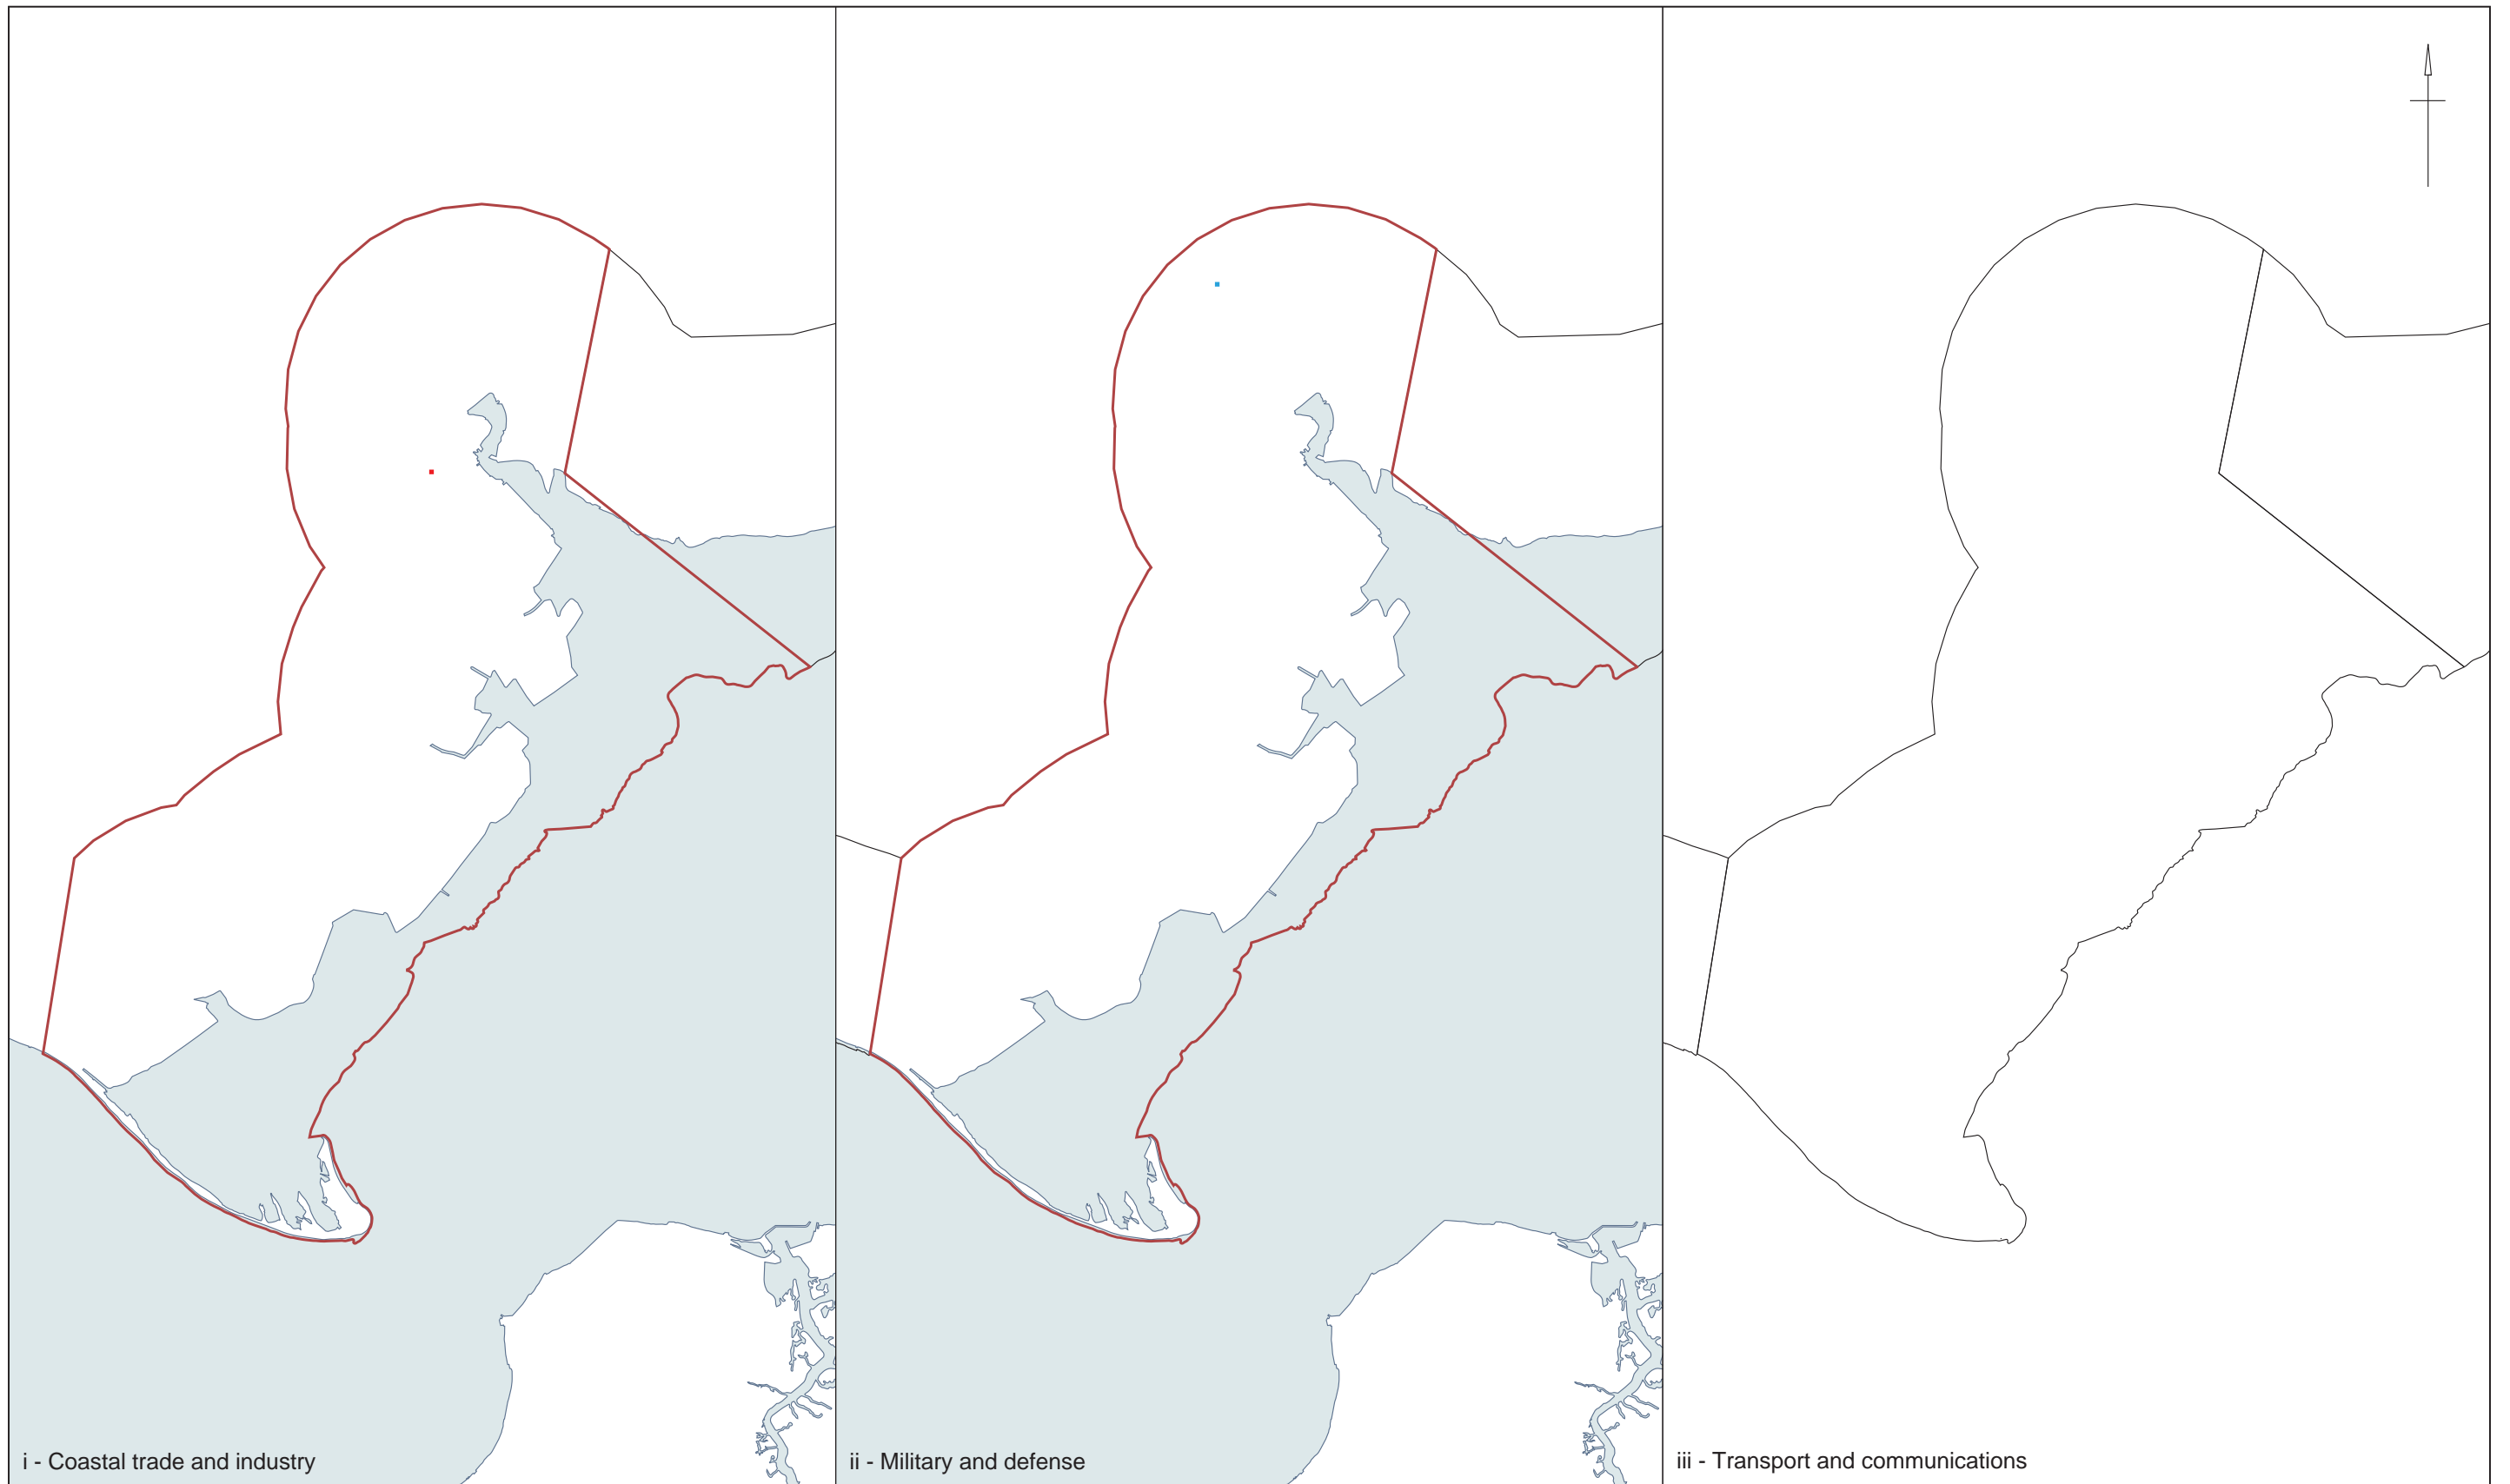 i - Coastal trade and industry
ii - Military and defense
iii - Transport and communications